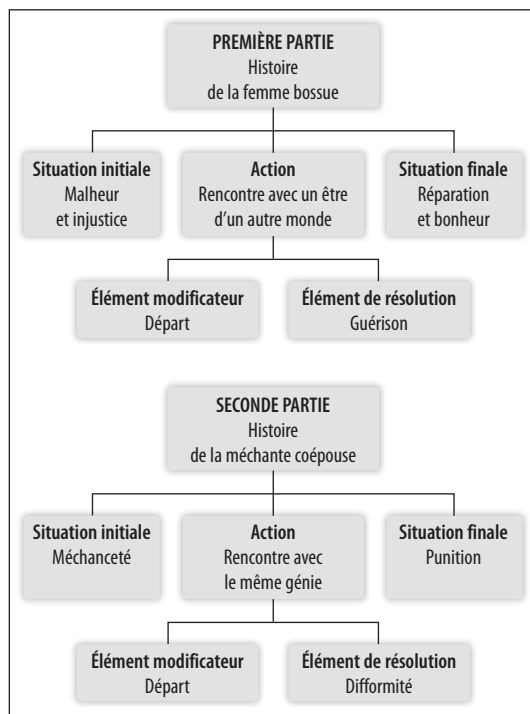 PREMIÈRE PARTIE
Histoire
de la femme bossue
Situation initiale
Malheur
et injustice
Action
Rencontre avec un être
d'un autre monde
Situation finale
Réparation
et bonheur
Élément modificateur
Départ
Élément de résolution
Guérison
SECONDE PARTIE
Histoire
de la méchante coépouse
Situation initiale
Méchanceté
Action
Rencontre avec
le même génie
Situation finale
Punition
Élément modificateur
Départ
Élément de résolution
Difformité